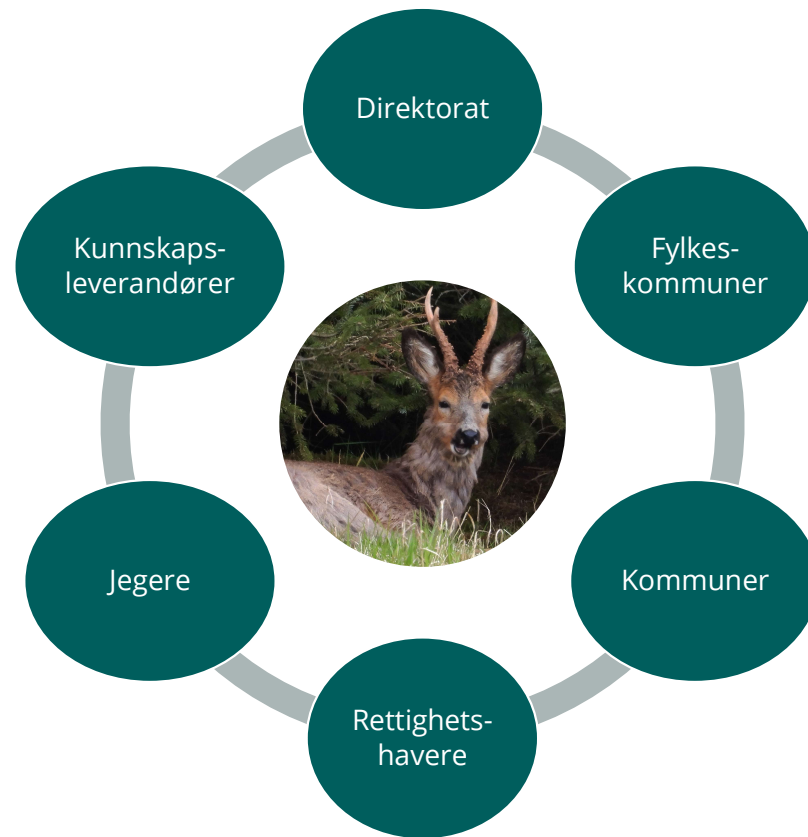 Direktorat
Fylkes-
kommuner
Kommuner
Rettighets-
havere
Jegere
Kunnskaps-
leverandører